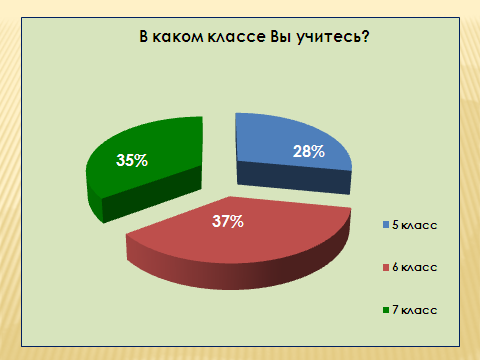 В каком классе Вы учитесь?
35%
28%
37%
5 класс
6 класс
7 класс